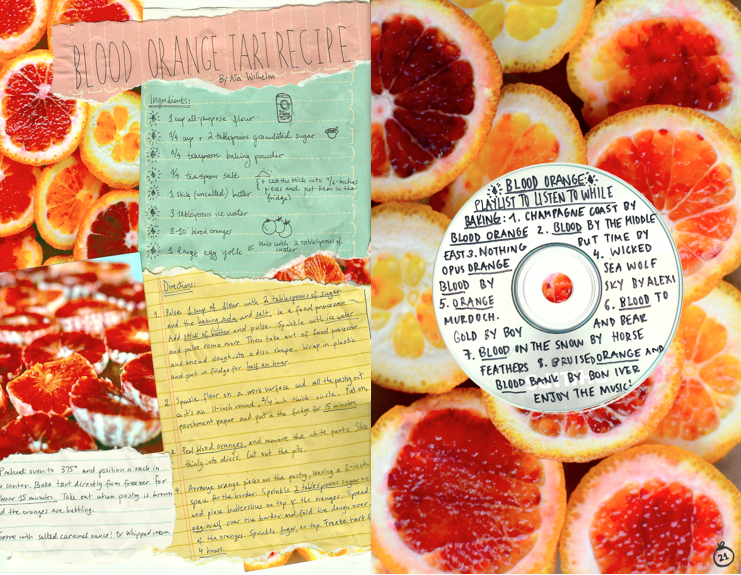 BLOOD ORANGE TART RECIPE
By Asia Wilhelm
Ingredients:
1 cup all-purpose flour
3/4 cup + 2 tablespoons granulated sugar
teaspoon baking powder
teaspoon salt
1 stick (unsalted) butter
{ + cut the stick into 1/2-inches
pieces and put them in the
fridge}
3 tablespoons ice water
8-10 blood oranges
1 large egg yolk
mix with 2 tablespoons of
water
Directions:
1. Pulse 1 cup of flour with 2 tablespoons of sugar
and the baking soda and salt in a food processor.
Add stick of butter and pulse. Sprinkle with ice water
and pulse some more. Then take out of food processor
and knead dough into a disc shape. Wrap in plastic
and put in fridge for half an hour.
2. Sprinkle flour on a work surface and roll the pastry out
an 11-inch round, 3/4 inch thick circle. Put on
parchment paper and put in the fridge for 15 minutes.
Peel blood oranges and remove the white parts. Slice
thinly into discs. Cut out the pits.
4. Arrange orange pieces on the pastry, leaving a 2-inch
space for the border. Sprinkle 2 tablespoons sugar
and place butter slices on top of the oranges. Spread
egg wash over the border and fold the dough over
of the oranges. Sprinkle sugar on top. Freeze tart for
4 hours.
Preheat oven to 375° and position a rack in
center. Bake tart directly from freezer for
hour 15 minutes. Take out when pastry is brown
and the oranges are bubbling.
Serve with salted caramel sauce! Or whipped cream
BLOOD ORANGE
PLAYLIST TO LISTEN TO WHILE
BAKING: 1. CHAMPAGNE COAST BY
BLOOD ORANGE 2. BLOOD BY THE MIDDLE
EAST 3. NOTHING BUT TIME BY
OPUS ORANGE 4. WICKED
BLOOD BY SEA WOLF
5. ORANGE SKY BY ALEXI
MURDOCH. 6. BLOOD TO
GOLD BY BOY AND BEAR
7. BLOOD ON THE SNOW BY HORSE
FEATHERS 8. BRUISED ORANGE AND
BLOOD BANK BY BON IVER
ENJOY THE MUSIC!
21